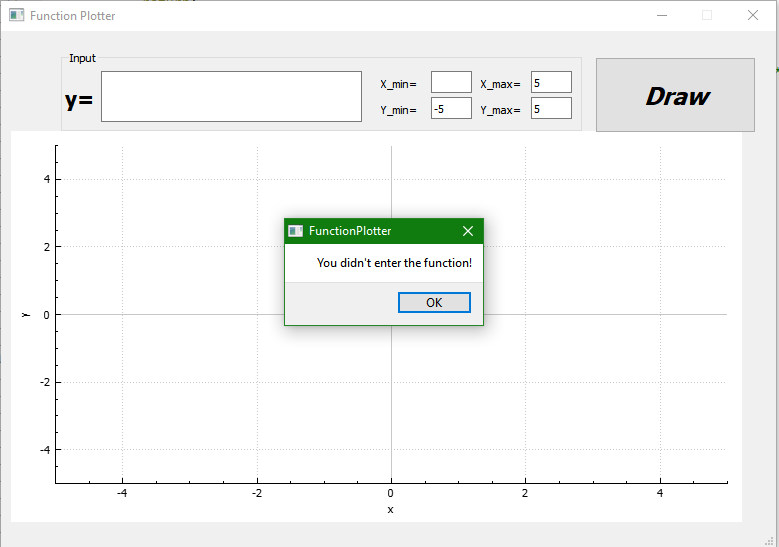 Function Plotter
Input
y=
X_min=
X_max= 5
Y_min= -5
Y_max= 5
Draw
FunctionPlotter
You didn't enter the function!
OK
4
2
0
-2
-4
y
-4 -2 0 2 4
x